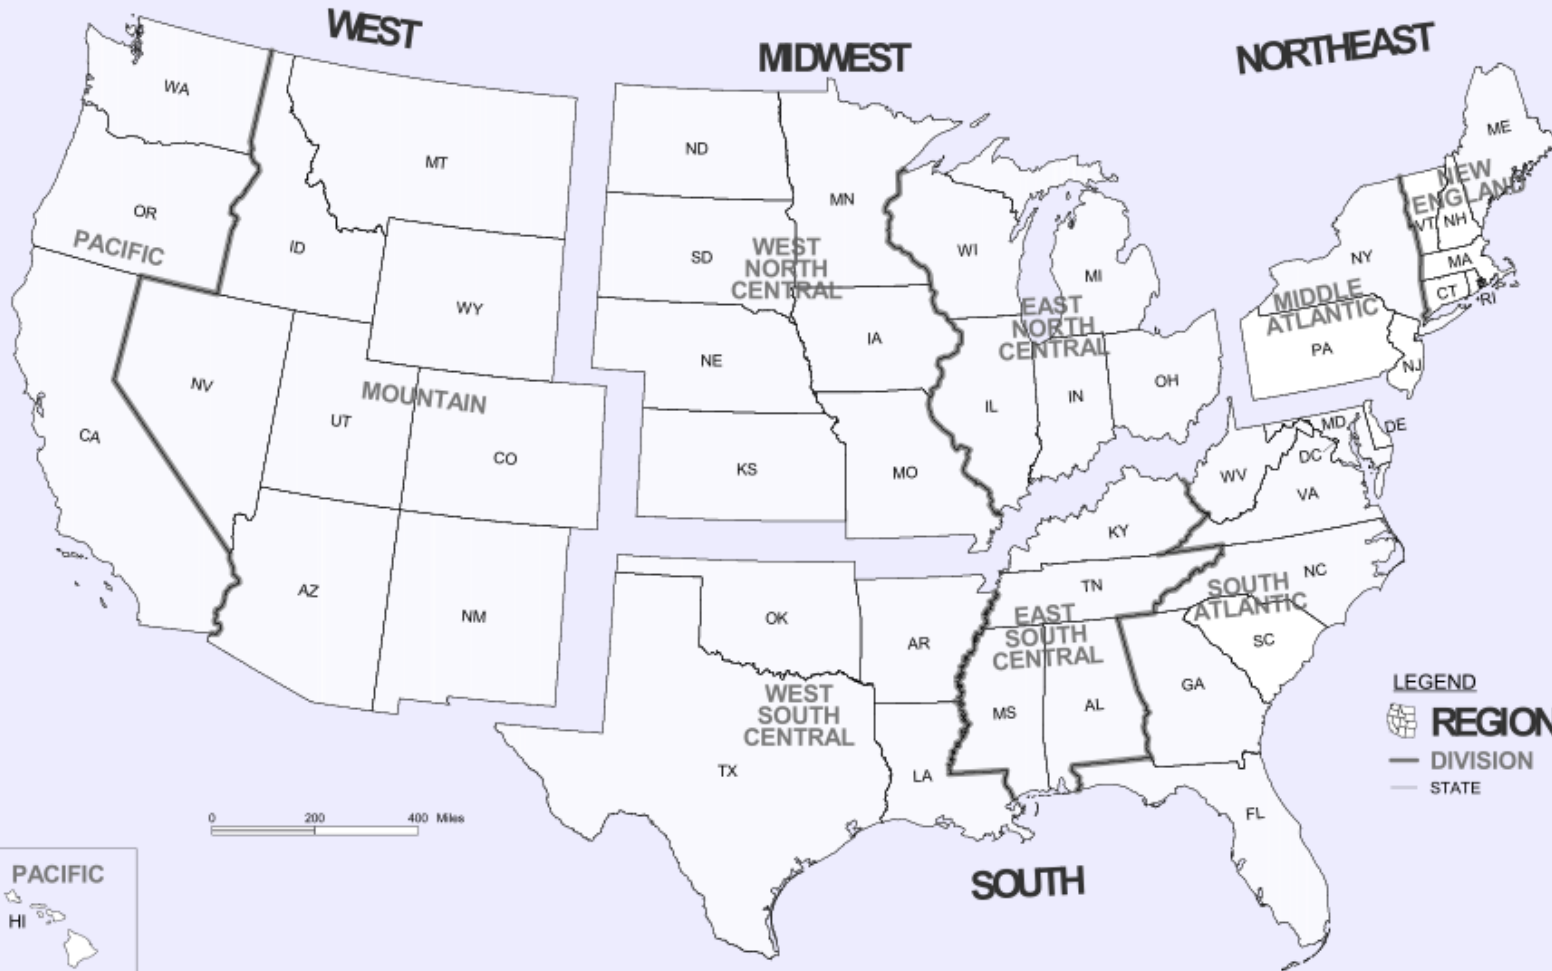 WEST
MIDWEST
NORTHEAST
WA
MT
OR
PACIFIC
ID
WY
NV
MOUNTAIN
UT
CA
CO
AZ
NM
ND
MN
SD
WEST
NORTH
CENTRAL
NE
IA
KS
MO
WI
MI
EAST
NORTH
CENTRAL
IL
IN
OH
ME
NEW
ENGLAND
VT
NH
NY
MA
CT
RI
MIDDLE
ATLANTIC
PA
NJ
MD
DE
DC
WV
VA
KY
TN
NC
SOUTH
ATLANTIC
SC
EAST
SOUTH
CENTRAL
GA
MS
AL
OK
AR
WEST
SOUTH
CENTRAL
TX
LA
FL
SOUTH
LEGEND
REGION
DIVISION
STATE
0 200 400 Miles
PACIFIC
HI